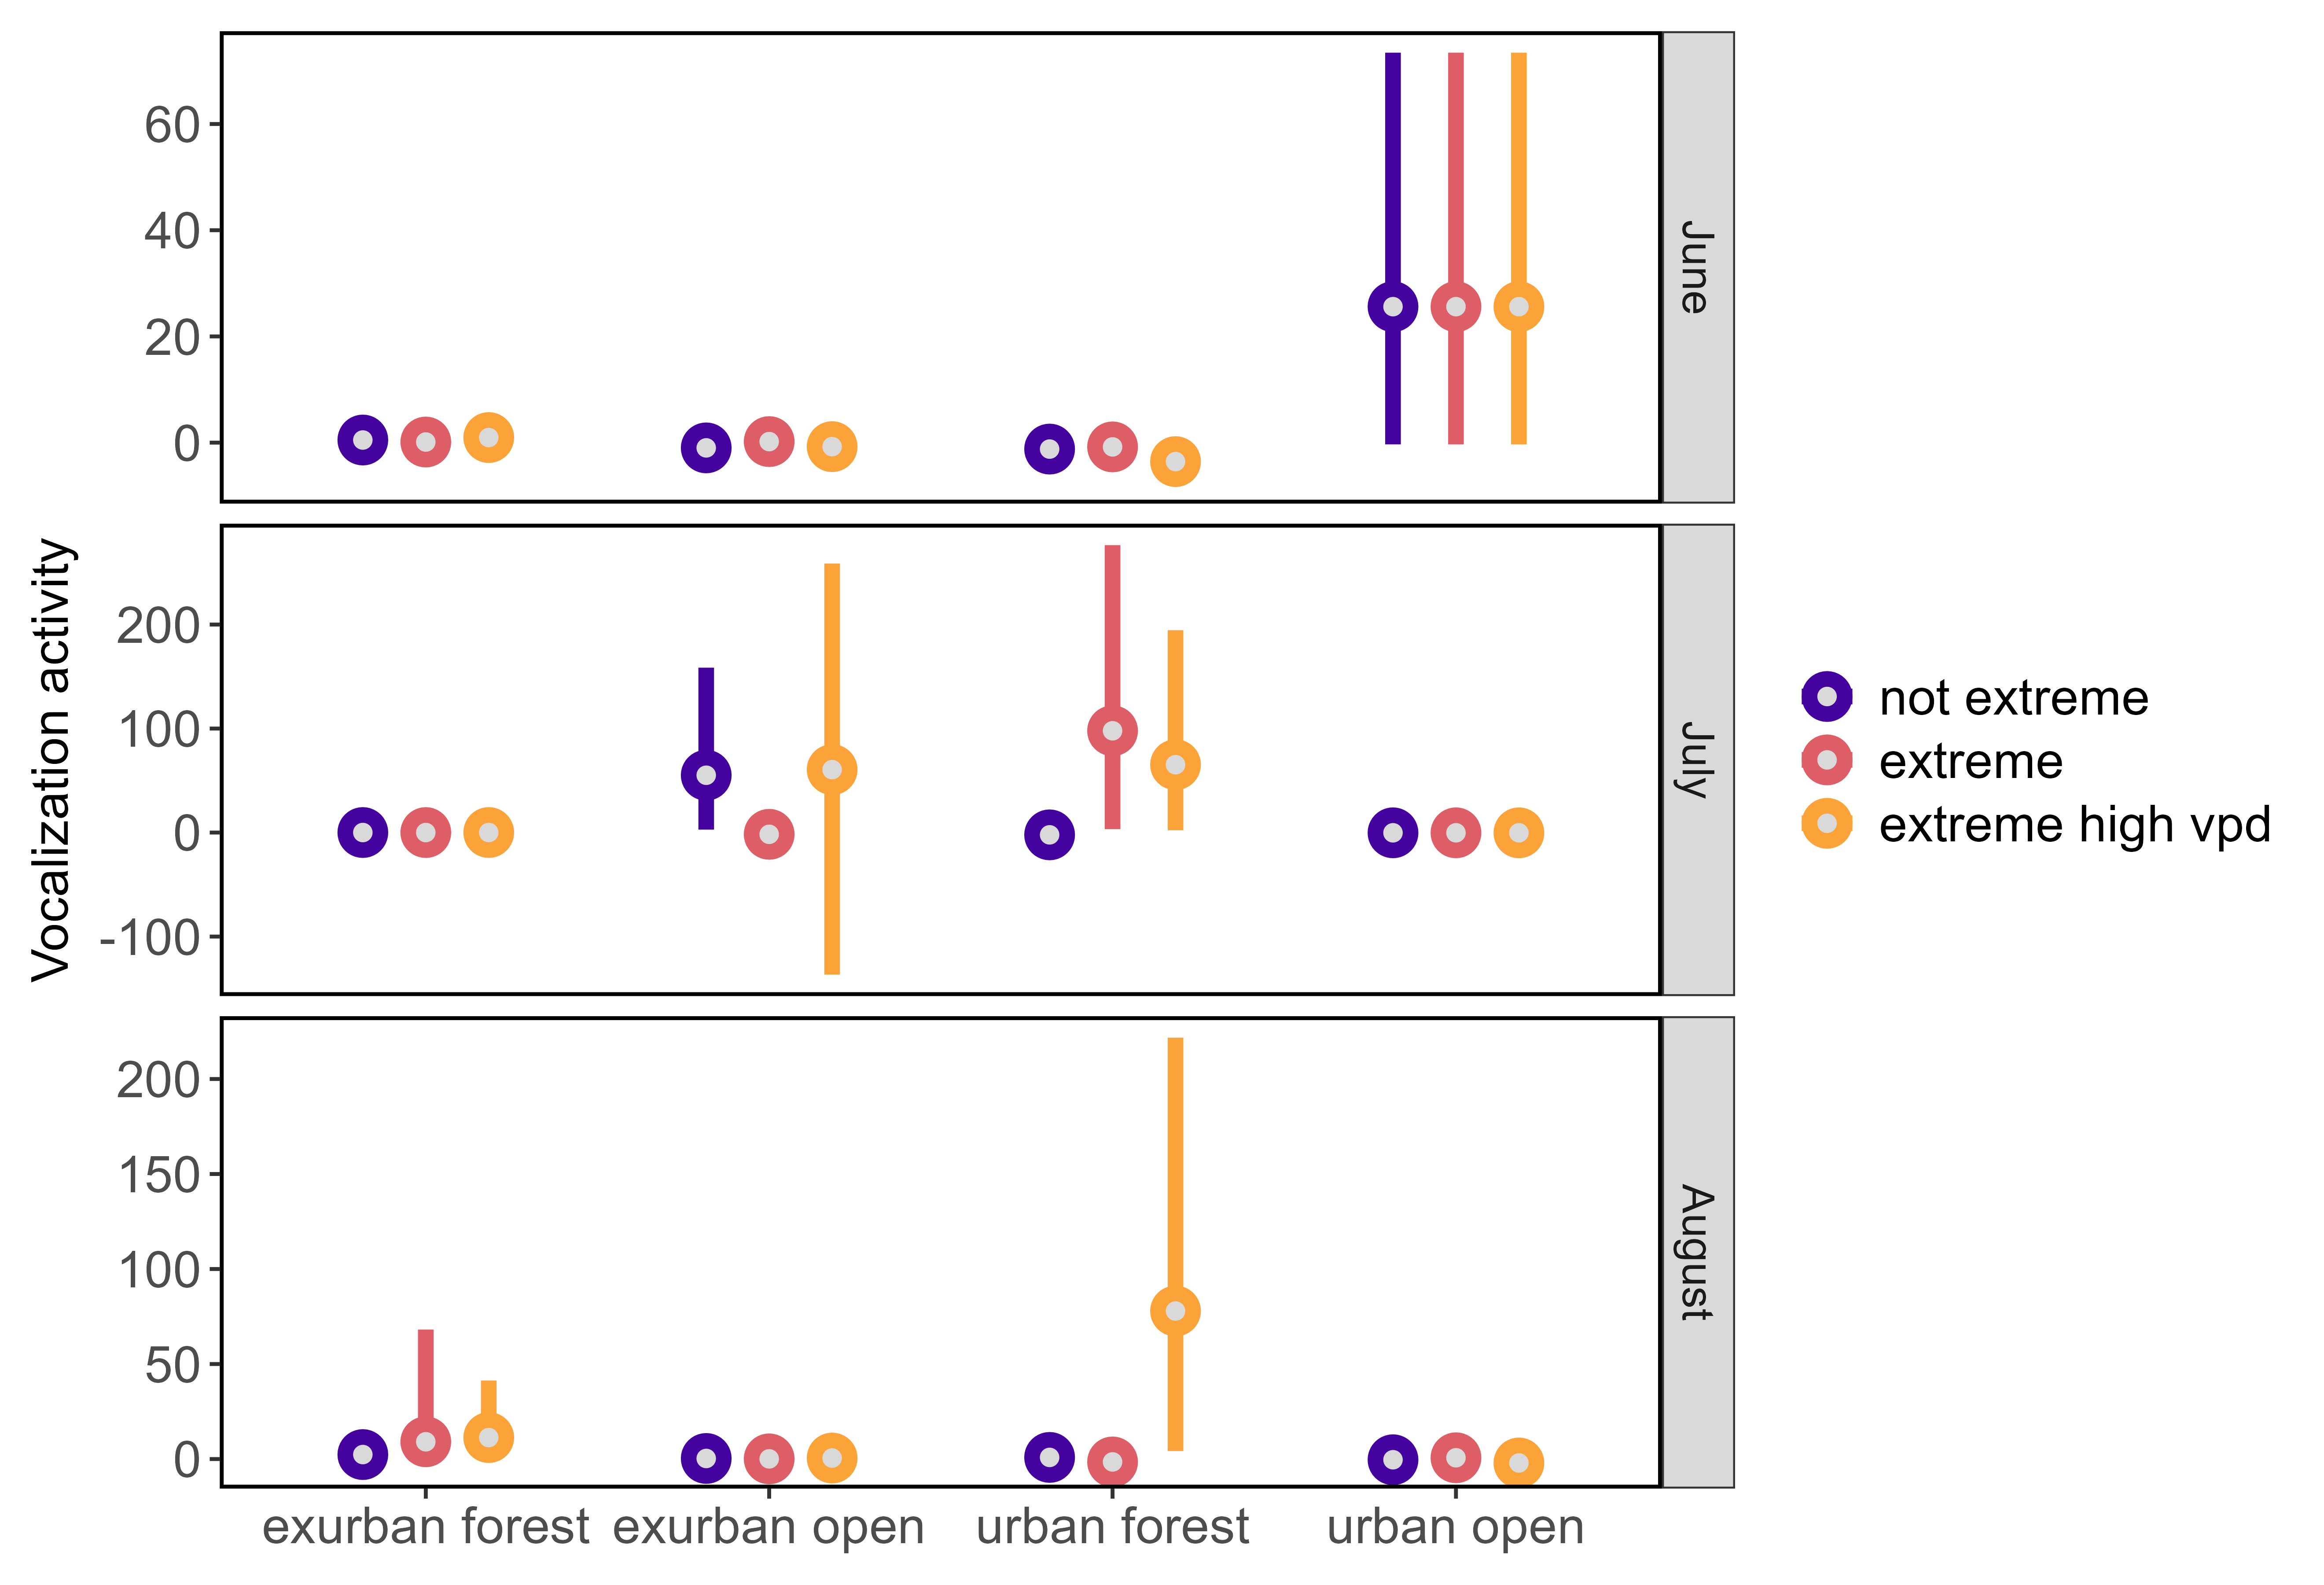 Vocalization activity
60
40
20
0
June
200
100
0
-100
July
200
150
100
50
0
August
exurban forest
exurban open
urban forest
urban open
not extreme
extreme
extreme high vpd